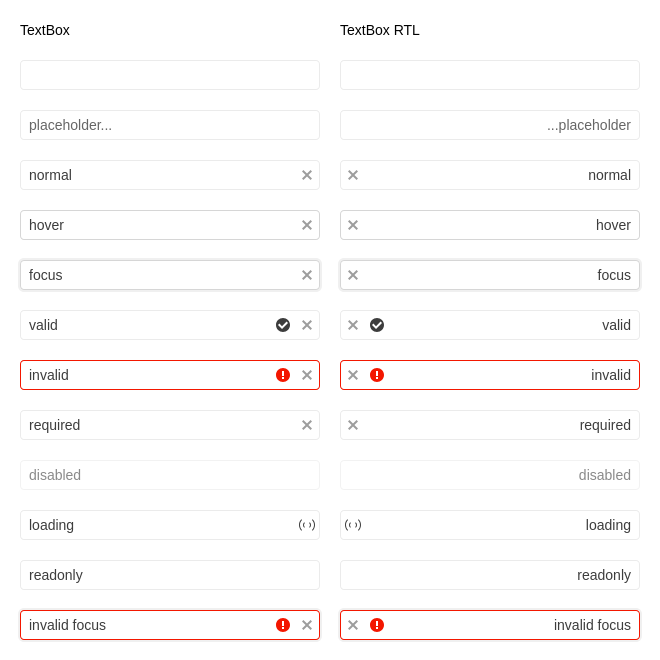 TextBox
TextBox RTL
placeholder...
...placeholder
normal
normal
hover
hover
focus
focus
valid
valid
invalid
invalid
required
required
disabled
disabled
loading
loading
readonly
readonly
invalid focus
invalid focus